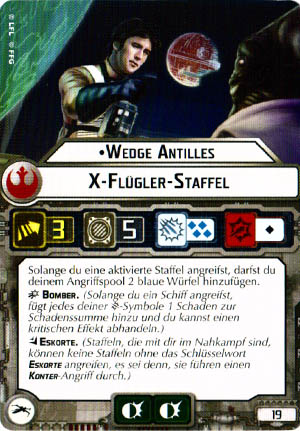 © LFL © FFG
•Wedge Antilles
X-Flügler-Staffel
3 5
Solange du eine aktivierte Staffel angreifst, darfst du
deinem Angriffspool 2 blaue Würfel hinzufügen.
Bomber. (Solange du ein Schiff angreifst,
fügt jedes deiner -Symbole 1 Schaden zur
Schadenssumme hinzu und du kannst einen
kritischen Effekt abhandeln.)
Eskorte. (Staffeln, die mit dir im Nahkampf sind,
können keine Staffeln ohne das Schlüsselwort
Eskorte angreifen, es sei denn, sie führen einen
Konter-Angriff durch.)
19